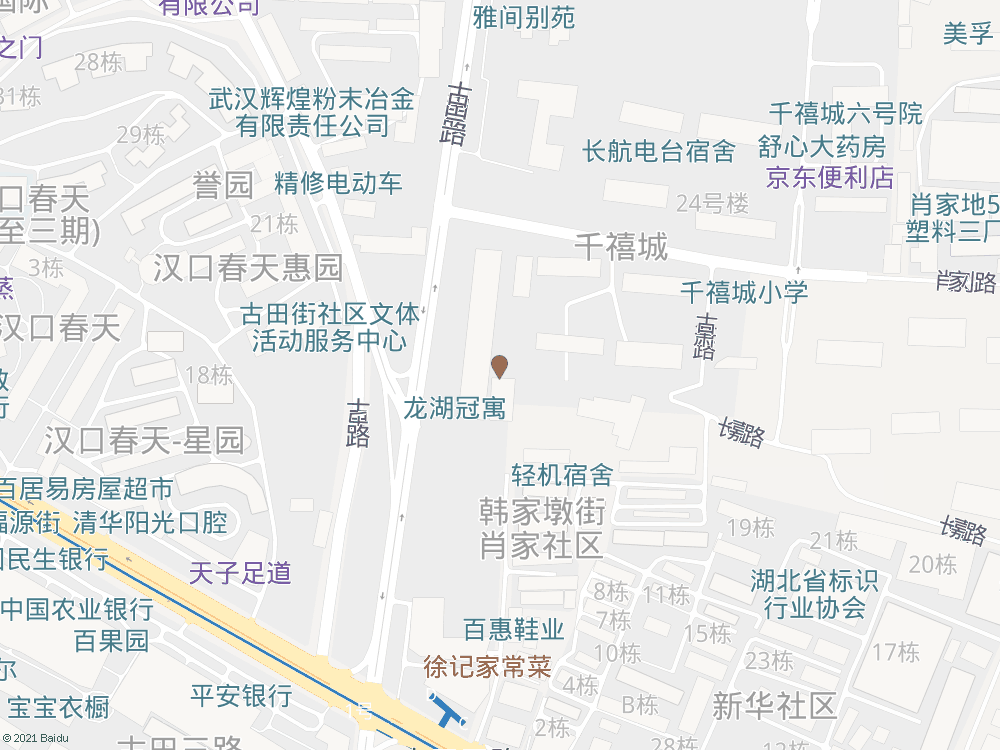 国际
有限公司
雅间别苑
美孚
之门
28栋
31栋
武汉辉煌粉末冶金
有限责任公司
29栋
千禧城六号院
舒心大药房
京东便利店
长航电台宿舍
誉园
精修电动车
24号楼
汉口春天
至三期)
21栋
肖家地5
塑料三厂
千禧城
3栋
汉口春天惠园
蒸
千禧城小学
汉口春天
古田街社区文体
活动服务中心
18栋
龙湖冠寓
行
汉口春天-星园
长嘉路
轻机宿舍
百居易房屋超市
福源街
清华阳光口腔
韩家墩街
肖家社区
19栋
21栋
长嘉路
民生银行
天子足道
20栋
8栋
11栋
湖北省标识
行业协会
中国农业银行
百果园
7栋
百惠鞋业
15栋
10栋
17栋
徐记家常菜
23栋
尔
宝宝衣橱
平安银行
4栋
B栋
新华社区
1号
2栋
古田二路
路
12栋
© 2021 Baidu